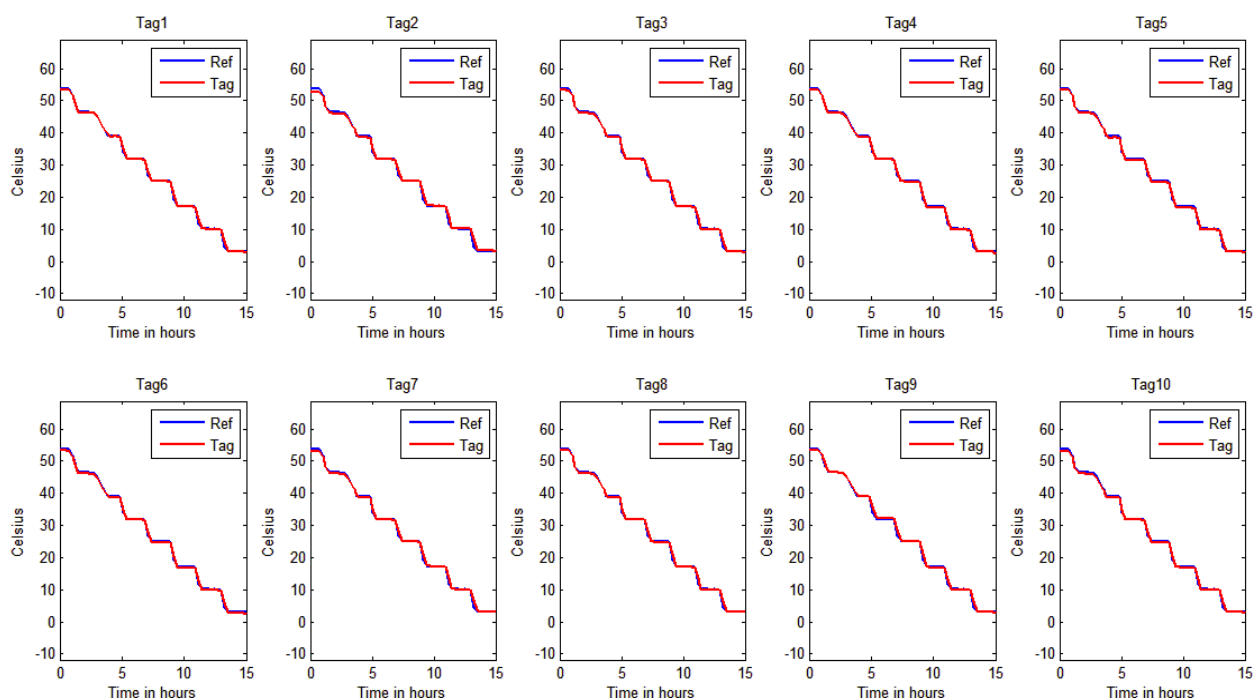 Tag1 Tag2 Tag3 Tag4 Tag5
60 Ref 60 Ref 60 Ref 60 Ref 60 Ref
50 Tag 50 Tag 50 Tag 50 Tag 50 Tag
40 40 40 40 40
30 30 30 30 30
Celsius Celsius Celsius Celsius Celsius
20 20 20 20 20
10 10 10 10 10
0 0 0 0 0
-10 -10 -10 -10 -10
0 5 10 15 0 5 10 15 0 5 10 15 0 5 10 15 0 5 10 15
Time in hours Time in hours Time in hours Time in hours Time in hours
Tag6 Tag7 Tag8 Tag9 Tag10
60 Ref 60 Ref 60 Ref 60 Ref 60 Ref
50 Tag 50 Tag 50 Tag 50 Tag 50 Tag
40 40 40 40 40
30 30 30 30 30
Celsius Celsius Celsius Celsius Celsius
20 20 20 20 20
10 10 10 10 10
0 0 0 0 0
-10 -10 -10 -10 -10
0 5 10 15 0 5 10 15 0 5 10 15 0 5 10 15 0 5 10 15
Time in hours Time in hours Time in hours Time in hours Time in hours